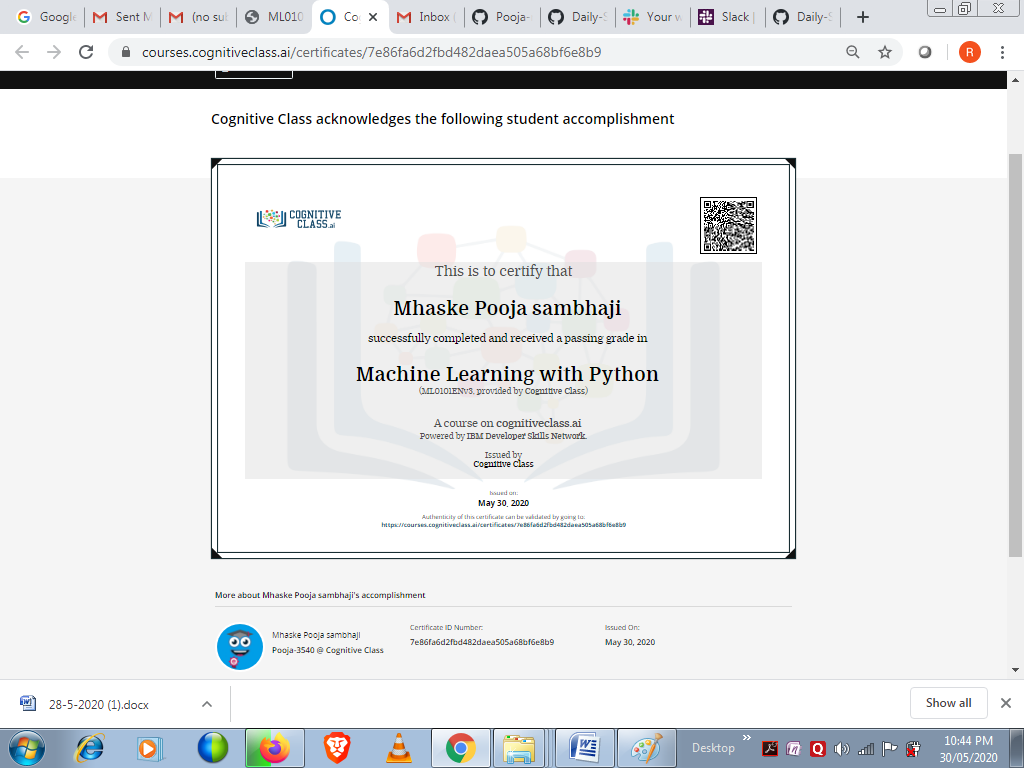 Google
Sent M
(no sub
ML010
Co
Inbox (
Pooja-
Daily-S
Your w
Slack |
Daily-S
courses.cognitiveclass.ai/certificates/7e86fa6d2fbd482daea505a68bf6e8b9
R
Cognitive Class acknowledges the following student accomplishment
COGNITIVE
CLASS.ai
This is to certify that
Mhaske Pooja sambhaji
successfully completed and received a passing grade in
Machine Learning with Python
(ML0101ENv3, provided by Cognitive Class)
A course on cognitiveclass.ai
Powered by IBM Developer Skills Network.
Issued by
Cognitive Class
Issued on:
May 30, 2020
Authenticity of this certificate can be validated by going to:
https://courses.cognitiveclass.ai/certificates/7e86fa6d2fbd482daea505a68bf6e8b9
More about Mhaske Pooja sambhaji's accomplishment
Mhaske Pooja sambhaji
Pooja-3540 @ Cognitive Class
Certificate ID Number:
7e86fa6d2fbd482daea505a68bf6e8b9
Issued On:
May 30, 2020
28-5-2020 (1).docx
Show all
Desktop
10:44 PM
30/05/2020